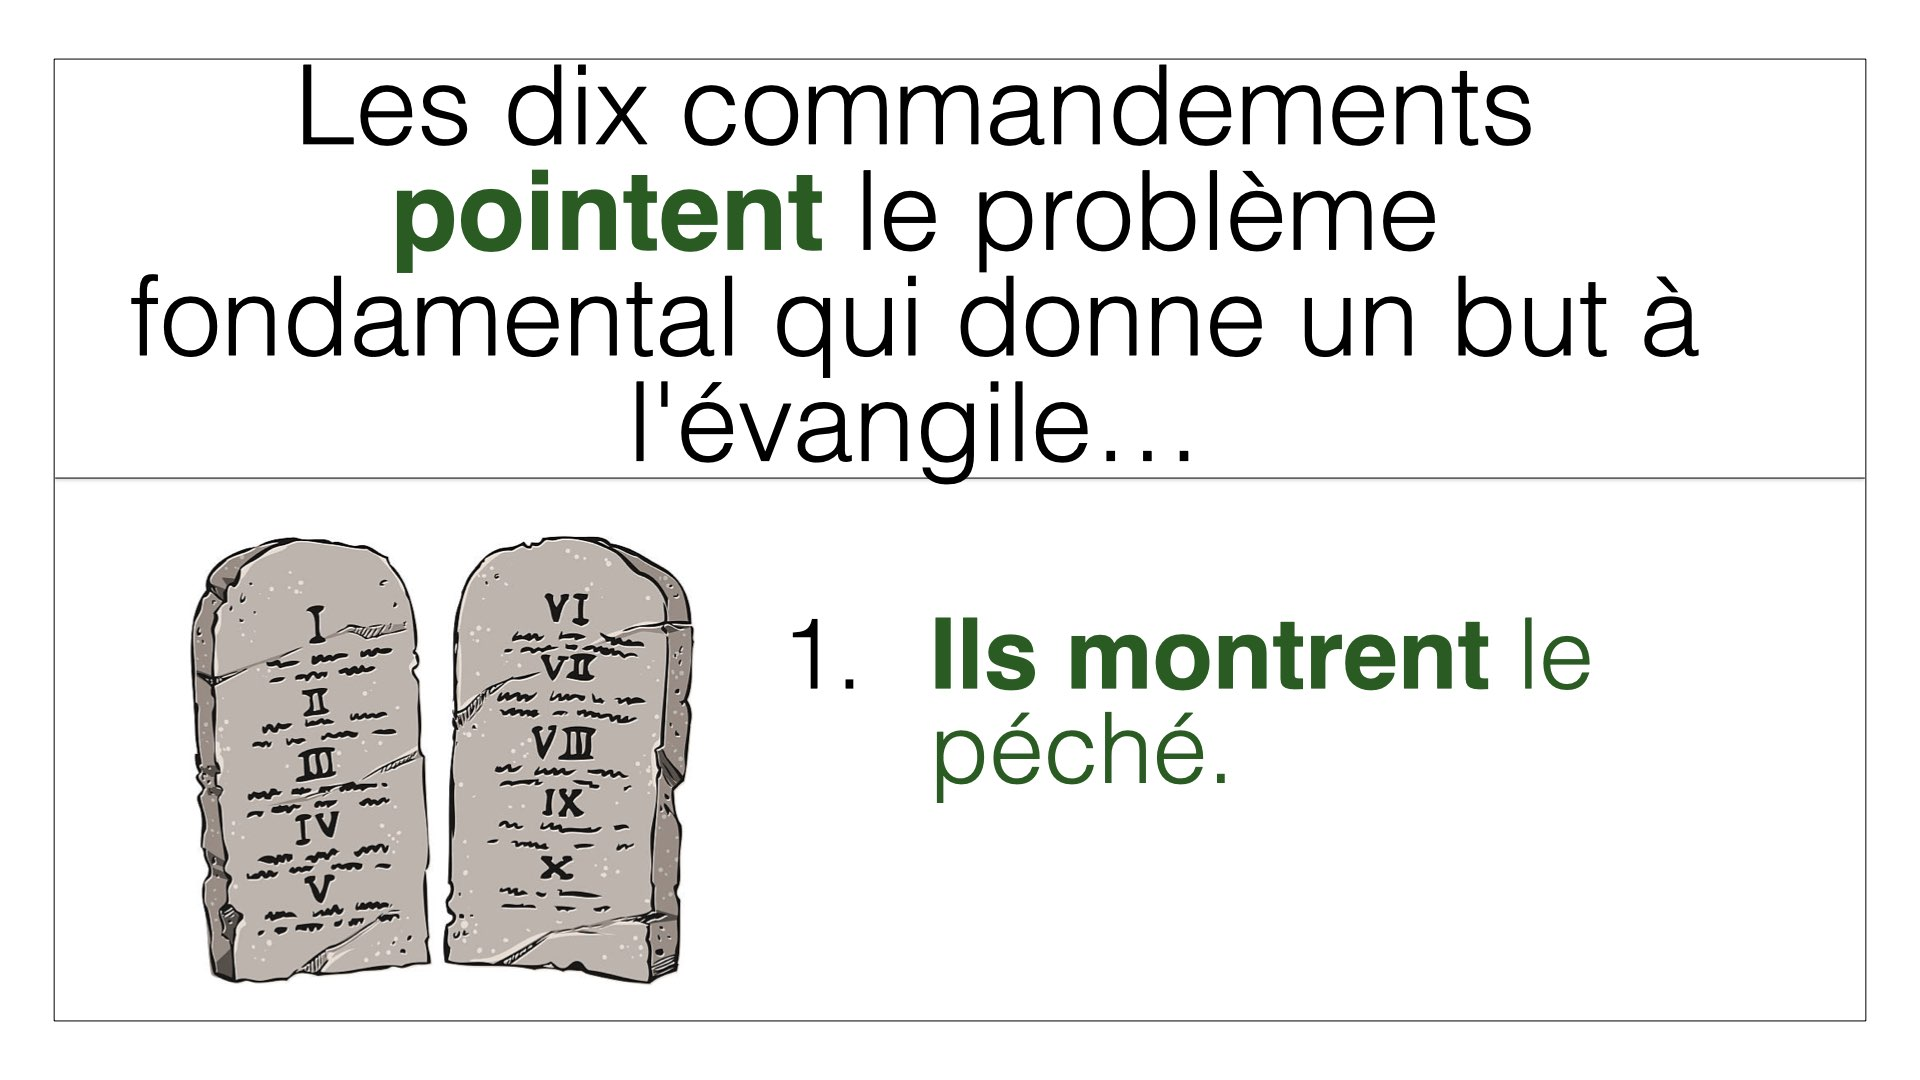 Les dix commandements
pointent le problème
fondamental qui donne un but à
l'évangile…
1. Ils montrent le
péché.
I
II
III
IV
V
VI
VII
VIII
IX
X